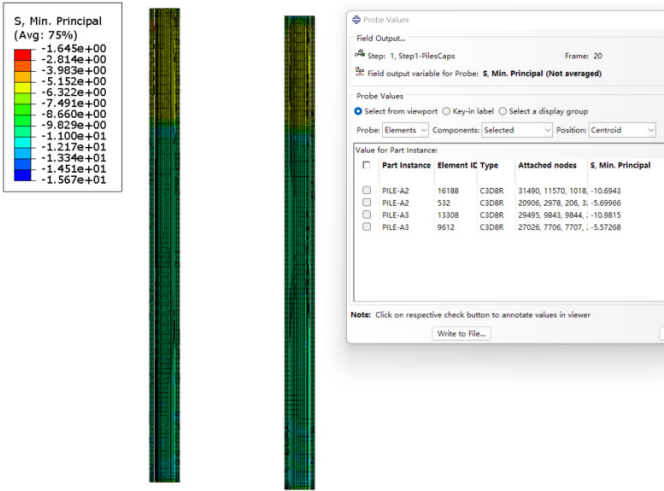 S, Min. Principal
(Avg: 75%)
-1.645e+00
-2.814e+00
-3.983e+00
-5.152e+00
-6.322e+00
-7.491e+00
-8.660e+00
-9.829e+00
-1.100e+01
-1.217e+01
-1.334e+01
-1.451e+01
-1.567e+01
Probe Values
Field Output...
Step: 1, Step1-PilesCaps Frame: 20
Field output variable for Probe: S, Min. Principal (Not averaged)
Probe Values
Select from viewport Key-in label Select a display group
Probe: Elements Components: Selected Position: Centroid
Value for Part Instance:
Part Instance Element ID Type Attached nodes S, Min. Principal
PILE-A2 16188 C3D8R 31490, 11570, 1018, -10.6943
PILE-A2 532 C3D8R 20906, 2978, 206, 3: -5.69966
PILE-A3 13308 C3D8R 29495, 9843, 9844, . -10.9815
PILE-A3 9612 C3D8R 27026, 7706, 7707, . -5.57268
Note: Click on respective check button to annotate values in viewer
Write to File...